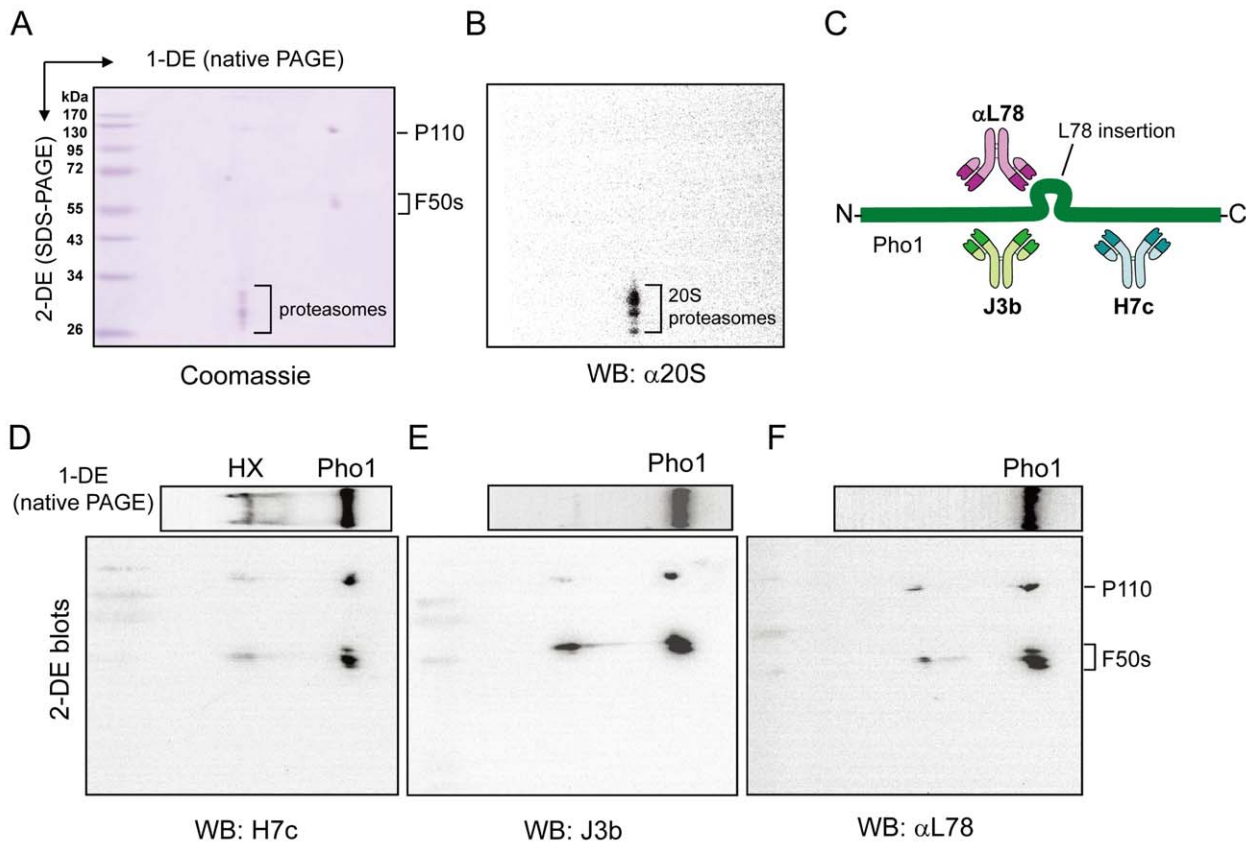 A
1-DE (native PAGE)
2-DE (SDS-PAGE)
kDa
170
130
95
72
55
43
34
26
P110
F50s
proteasomes
Coomassie
B
20S
proteasomes
WB: α20S
C
αL78
L78 insertion
N
C
Pho1
J3b
H7c
D
1-DE
(native PAGE)
HX
Pho1
2-DE blots
WB: H7c
E
Pho1
WB: J3b
F
Pho1
P110
F50s
WB: αL78